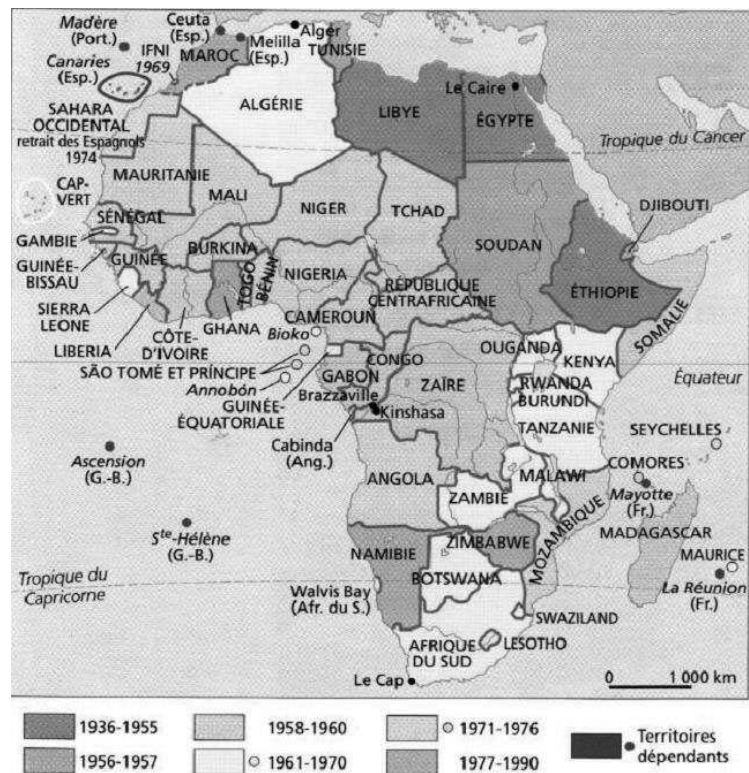 Madère
(Port.)
Ceuta
(Esp.)
Alger
Melilla
(Esp.)
TUNISIE
IFNI
1969
MAROC
Canaries
(Esp.)
ALGÉRIE
LIBYE
Le Caire
ÉGYPTE
SAHARA
OCCIDENTAL
retrait des Espagnols
1974
Tropique du Cancer
MAURITANIE
CAP-
VERT
MALI
NIGER
TCHAD
SOUDAN
DJIBOUTI
SÉNÉGAL
GAMBIE
GUINÉE-
BISSAU
GUINÉE
BURKINA
NIGERIA
TOGO
BÉNIN
ÉTHIOPIE
SOMALIE
SIERRA
LEONE
LIBERIA
CÔTE-
D'IVOIRE
GHANA
CAMEROUN
RÉPUBLIQUE
CENTRAFRICAINE
Bioko
SÃO TOMÉ ET PRÍNCIPE
Annobón
GUINÉE-
ÉQUATORIALE
GABON
CONGO
Brazzaville
Kinshasa
ZAÏRE
OUGANDA
KENYA
RWANDA
BURUNDI
TANZANIE
Équateur
SEYCHELLES
Cabinda
(Ang.)
Ascension
(G.-B.)
ANGOLA
ZAMBIE
MALAWI
COMORES
Mayotte
(Fr.)
Ste-Hélène
(G.-B.)
MOZAMBIQUE
MADAGASCAR
NAMIBIE
ZIMBABWE
BOTSWANA
MAURICE
La Réunion
(Fr.)
Tropique du
Capricorne
Walvis Bay
(Afr. du S.)
SWAZILAND
LESOTHO
AFRIQUE
DU SUD
Le Cap
0 1 000 km
1936-1955
1958-1960
1971-1976
Territoires
dépendants
1956-1957
1961-1970
1977-1990